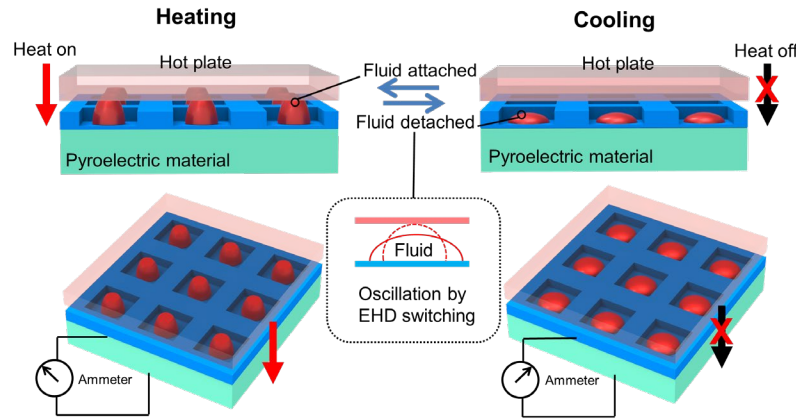 Heating
Cooling
Heat on
Hot plate
Fluid attached
Hot plate
Heat off
Fluid detached
Pyroelectric material
Pyroelectric material
Fluid
Oscillation by
EHD switching
Ammeter
Ammeter